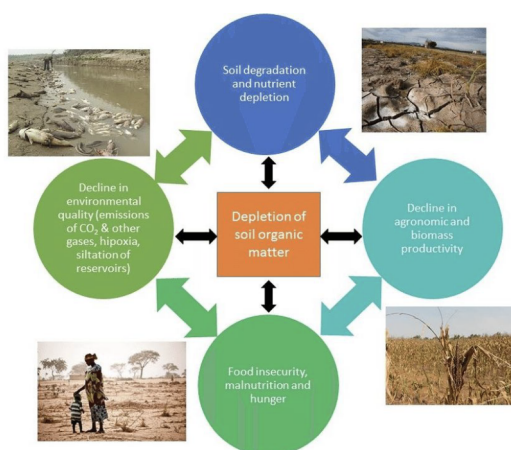 Soil degradation
and nutrient
depletion
Decline in
environmental
quality (emissions
of CO₂ & other
gases, hipoxia,
siltation of
reservoirs)
Depletion of
soil organic
matter
Decline in
agronomic and
biomass
productivity
Food insecurity,
malnutrition and
hunger